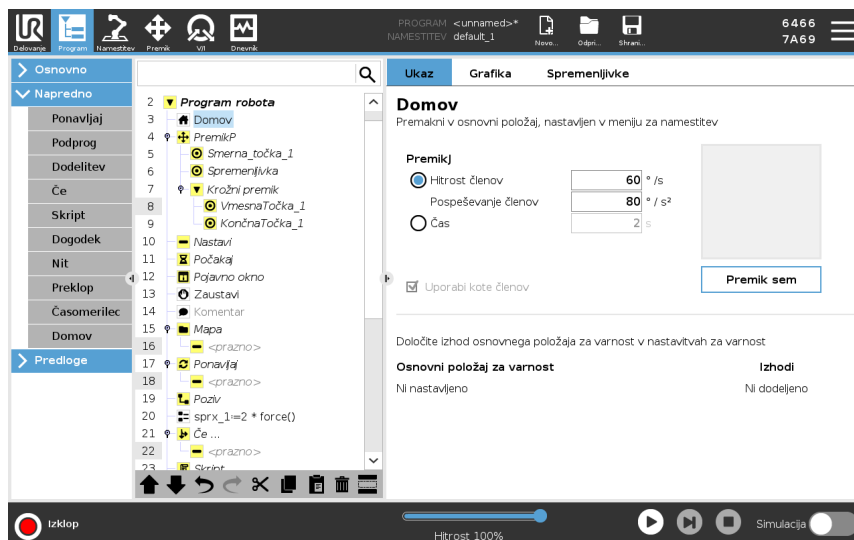 UR
PROGRAM <unnamed>*
NAMESTITEV default_1
Delovanje Program Namestitev Premik V/I Dnevnik
Novo... Odpri... Shrani...
6466
7A69
Osnovno
Napredno
Ponavljaj
Podprog
Dodelitev
Če
Skript
Dogodek
Nit
Preklop
Časomerilec
Domov
Predloge
2 Program robota
3 Domov
4 PremikP
5 Smerna_točka_1
6 Spremenljivka
7 Krožni premik
8 VmesnaTočka_1
9 KončnaTočka_1
10 Nastavi
11 Počakaj
12 Pojavno okno
13 Zaustavi
14 Komentar
15 Mapa
16 <prazno>
17 Ponavljaj
18 <prazno>
19 Poziv
20 sprx_1≔2 * force()
21 Če ...
22 <prazno>
23 Skript
Ukaz Grafika Spremenljivke
Domov
Premakni v osnovni položaj, nastavljen v meniju za namestitev
PremikJ
Hitrost členov 60 ° /s
Pospeševanje členov 80 ° / s²
Čas 2 s
Premik sem
Uporabi kote členov
Določite izhod osnovnega položaja za varnost v nastavitvah za varnost
Osnovni položaj za varnost Izhodi
Ni nastavljeno Ni dodeljeno
Izklop
Hitrost 100%
Simulacija